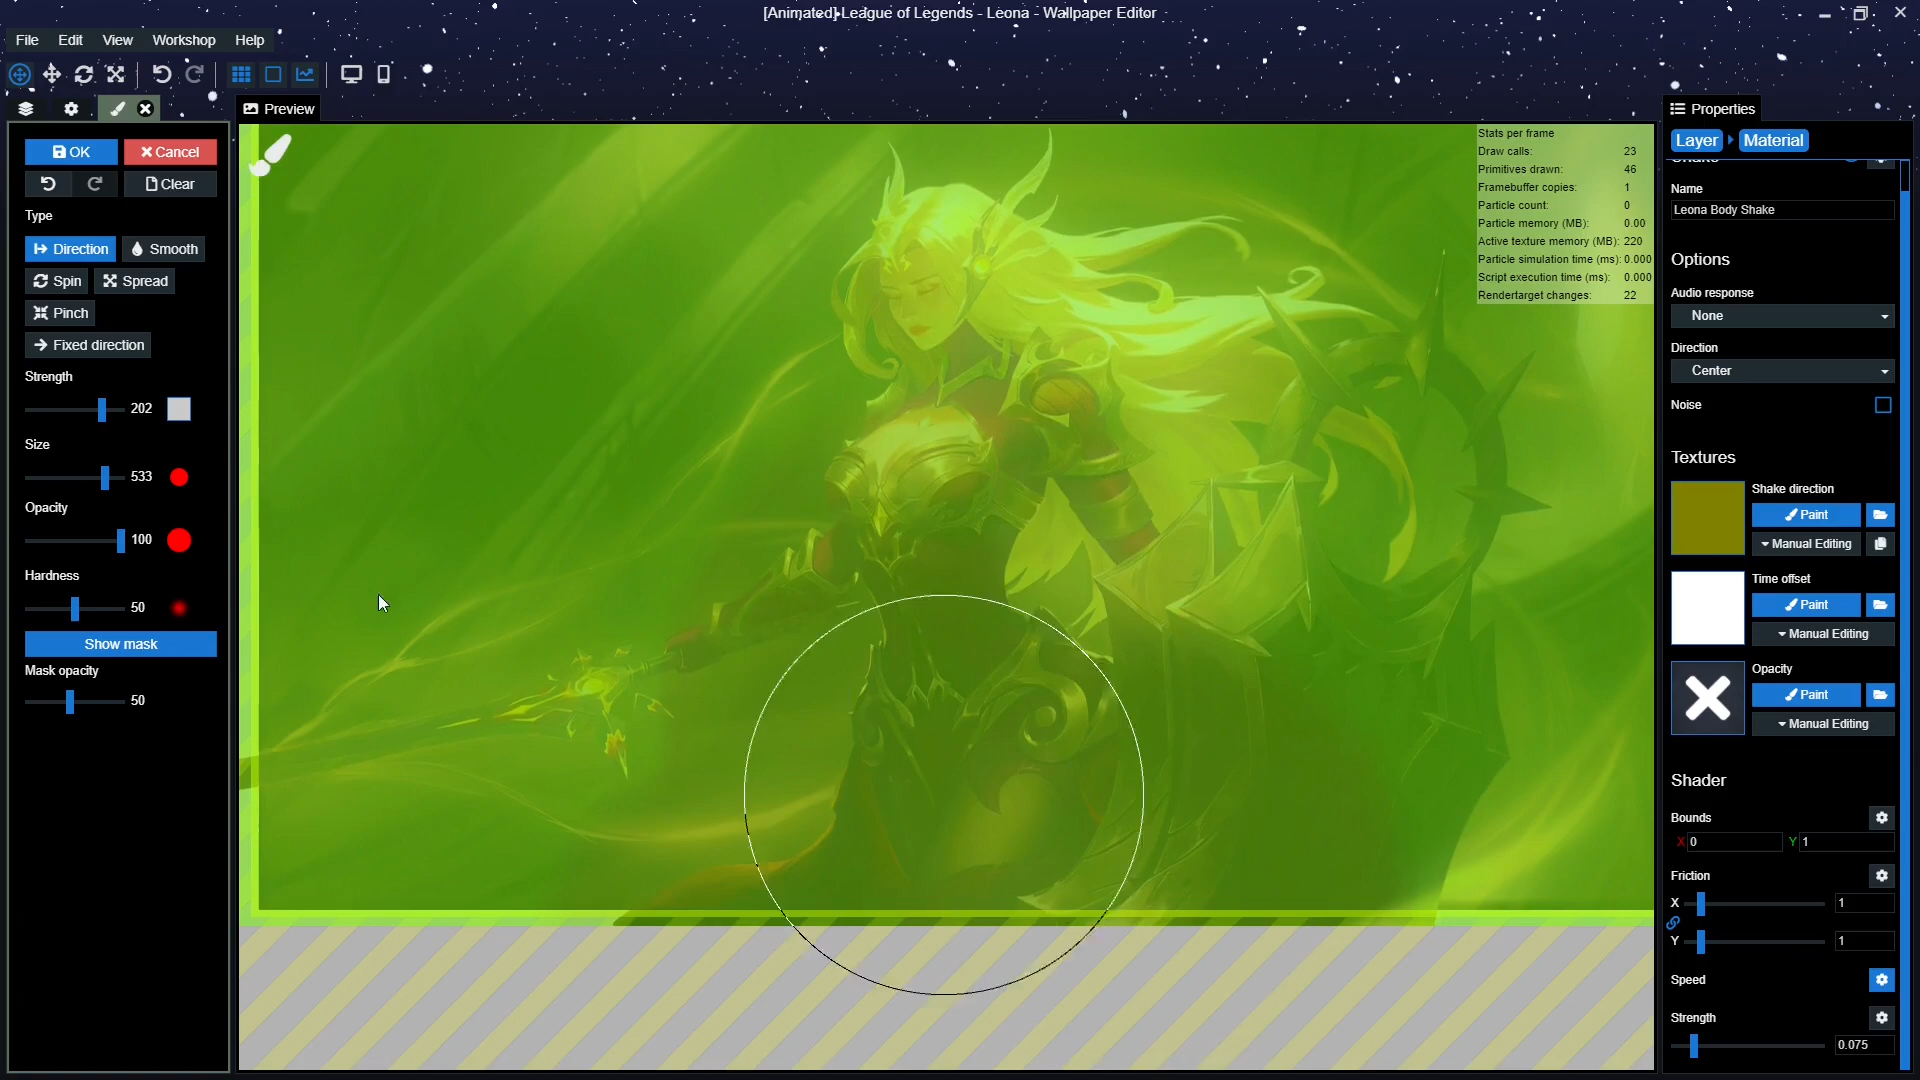 [Animated] League of Legends - Leona - Wallpaper Editor
File Edit View Workshop Help
Preview
Properties
OK Cancel
Clear
Type
Direction Smooth
Spin Spread
Pinch
Fixed direction
Strength
202
Size
533
Opacity
100
Hardness
50
Show mask
Mask opacity
50
Stats per frame
Draw calls: 23
Primitives drawn: 46
Framebuffer copies: 1
Particle count: 0
Particle memory (MB): 0.00
Active texture memory (MB): 220
Particle simulation time (ms): 0.000
Script execution time (ms): 0.000
Rendertarget changes: 22
Layer Material
Name
Leona Body Shake
Options
Audio response
None
Direction
Center
Noise
Textures
Shake direction
Paint
Manual Editing
Time offset
Paint
Manual Editing
Opacity
Paint
Manual Editing
Shader
Bounds
X 0 Y 1
Friction
X 1
Y 1
Speed
Strength
0.075